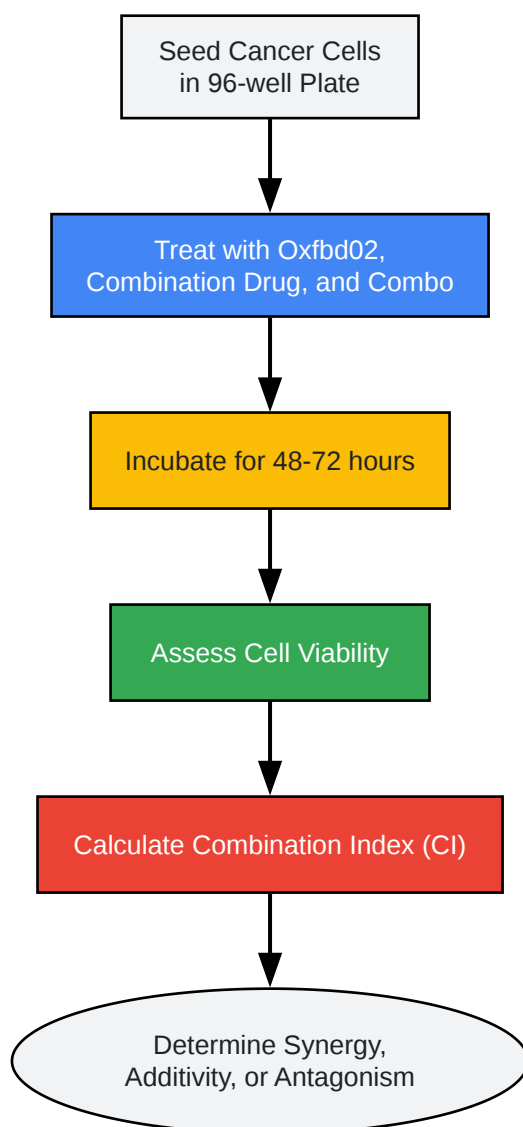 Seed Cancer Cells
in 96-well Plate
Treat with Oxfbd02,
Combination Drug, and Combo
Incubate for 48-72 hours
Assess Cell Viability
Calculate Combination Index (CI)
Determine Synergy,
Additivity, or Antagonism